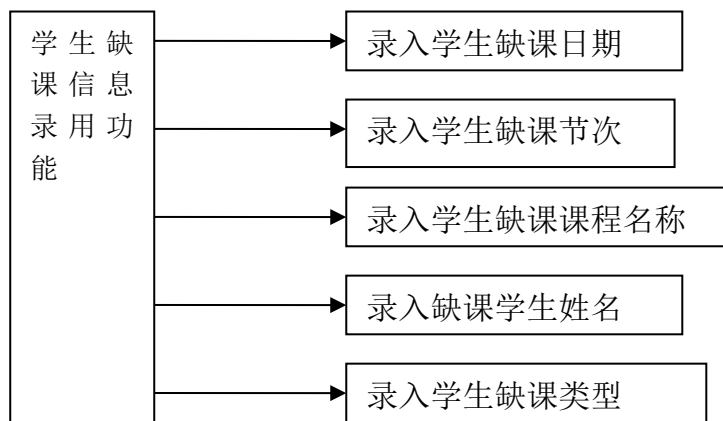 学生缺
课信息
录用功
能
录入学生缺课日期
录入学生缺课节次
录入学生缺课课程名称
录入缺课学生姓名
录入学生缺课类型